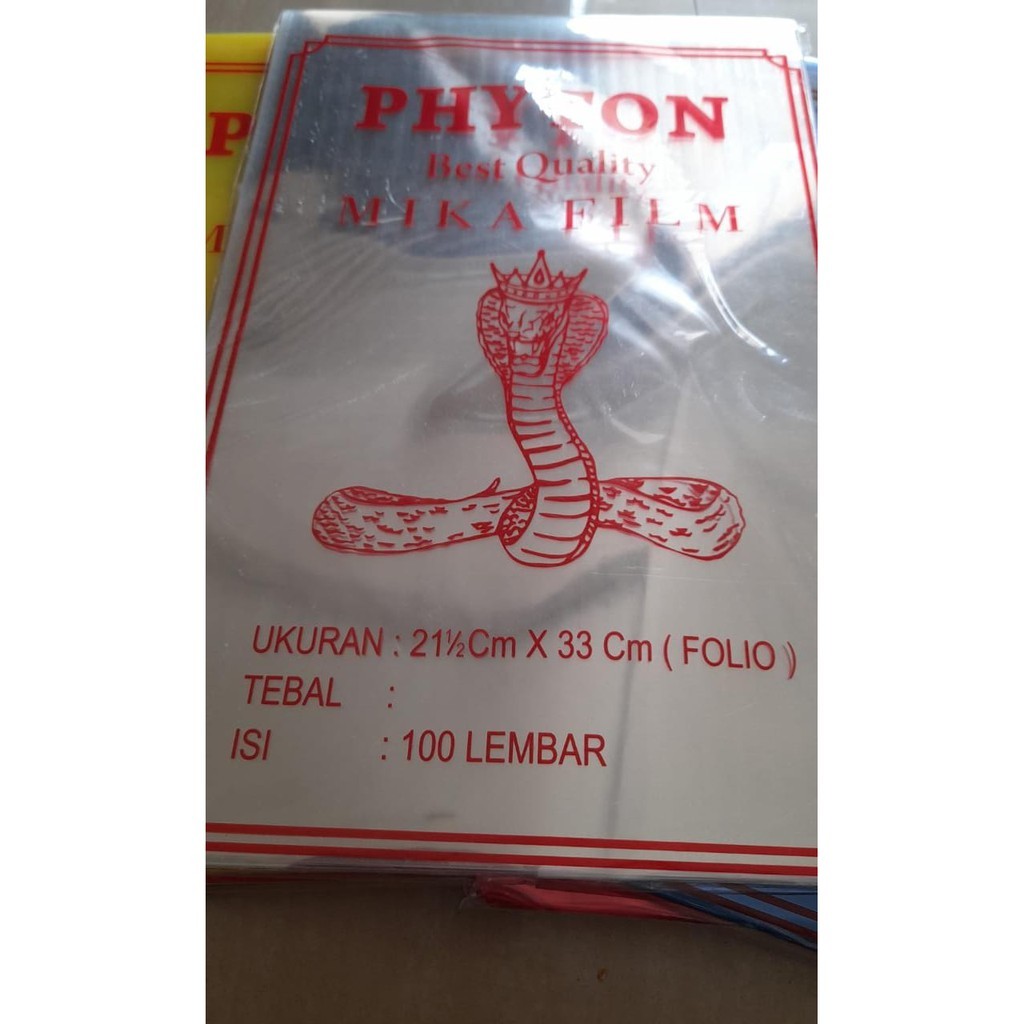 PHYTON
Best Quality
MIKA FILM
UKURAN : 21½Cm X 33 Cm ( FOLIO )
TEBAL :
ISI : 100 LEMBAR
P
M